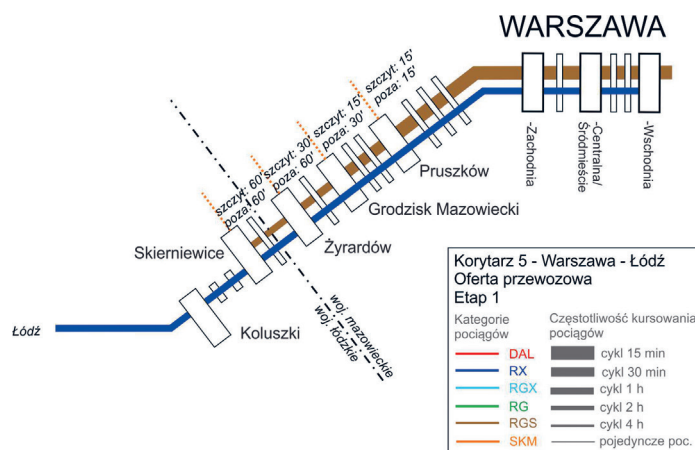 WARSZAWA
szczyt: 60' szczyt: 30' szczyt: 15' szczyt: 15'
poza: 60' poza: 60' poza: 30' poza: 15'
-Zachodnia
-Centralna/
Śródmieście
-Wschodnia
Pruszków
Grodzisk Mazowiecki
Żyrardów
Skierniewice
Koluszki
Łódź
woj. mazowieckie
woj. łódzkie
Korytarz 5 - Warszawa - Łódź
Oferta przewozowa
Etap 1
Kategorie pociągów
Częstotliwość kursowania pociągów
DAL cykl 15 min
RX cykl 30 min
RGX cykl 1 h
RG cykl 2 h
RGS cykl 4 h
SKM pojedyncze poc.